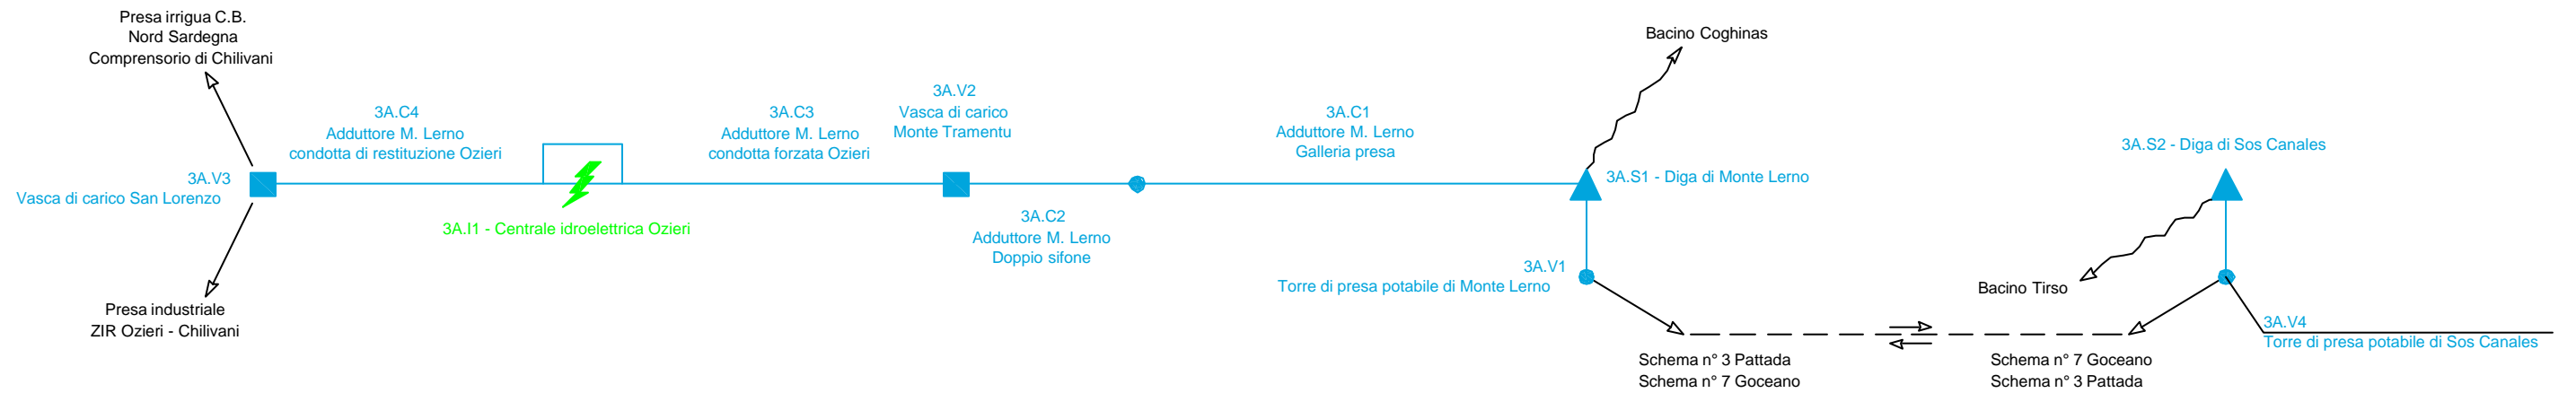 Presa irrigua C.B.
Nord Sardegna
Comprensorio di Chilivani
3A.C4
Adduttore M. Lerno
condotta di restituzione Ozieri
3A.C3
Adduttore M. Lerno
condotta forzata Ozieri
3A.V2
Vasca di carico
Monte Tramentu
3A.C1
Adduttore M. Lerno
Galleria presa
Bacino Coghinas
3A.S2 - Diga di Sos Canales
3A.V3
Vasca di carico San Lorenzo
3A.S1 - Diga di Monte Lerno
3A.I1 - Centrale idroelettrica Ozieri
3A.C2
Adduttore M. Lerno
Doppio sifone
3A.V1
Torre di presa potabile di Monte Lerno
Bacino Tirso
Presa industriale
ZIR Ozieri - Chilivani
3A.V4
Torre di presa potabile di Sos Canales
Schema n° 3 Pattada
Schema n° 7 Goceano
Schema n° 7 Goceano
Schema n° 3 Pattada